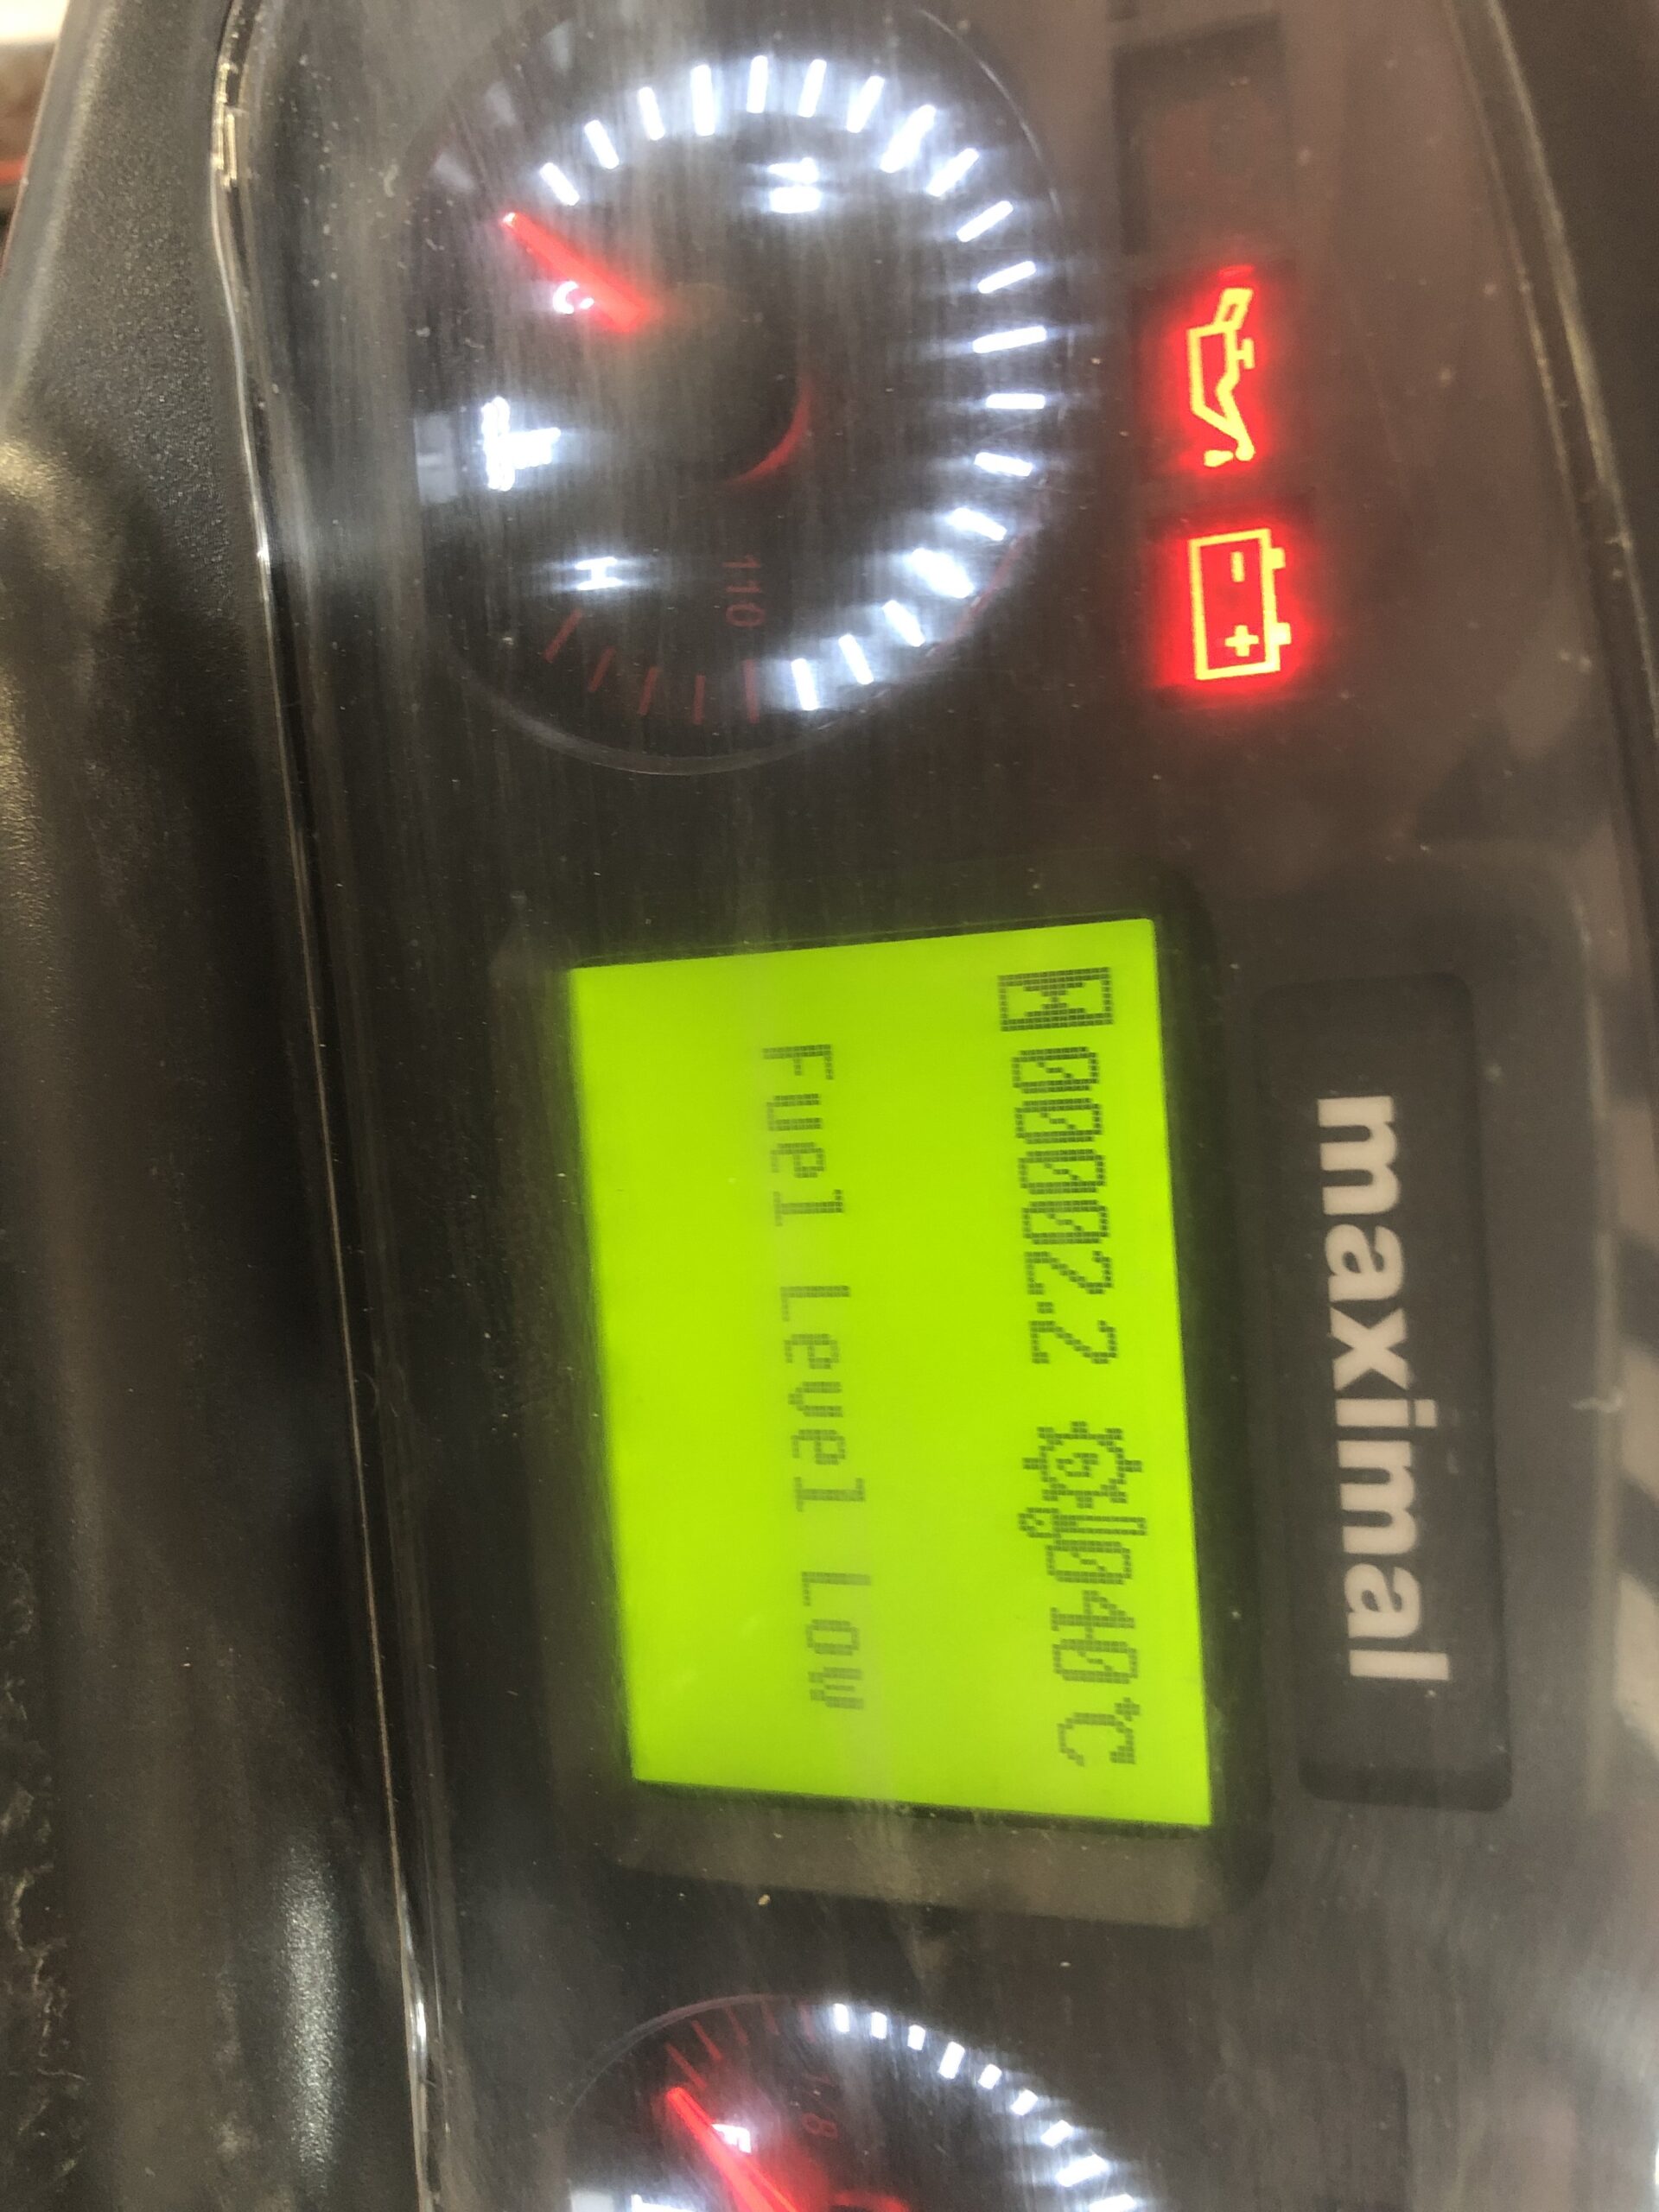 maximal
00002.2 040℃
Fuel Level Low
C
H
110
E